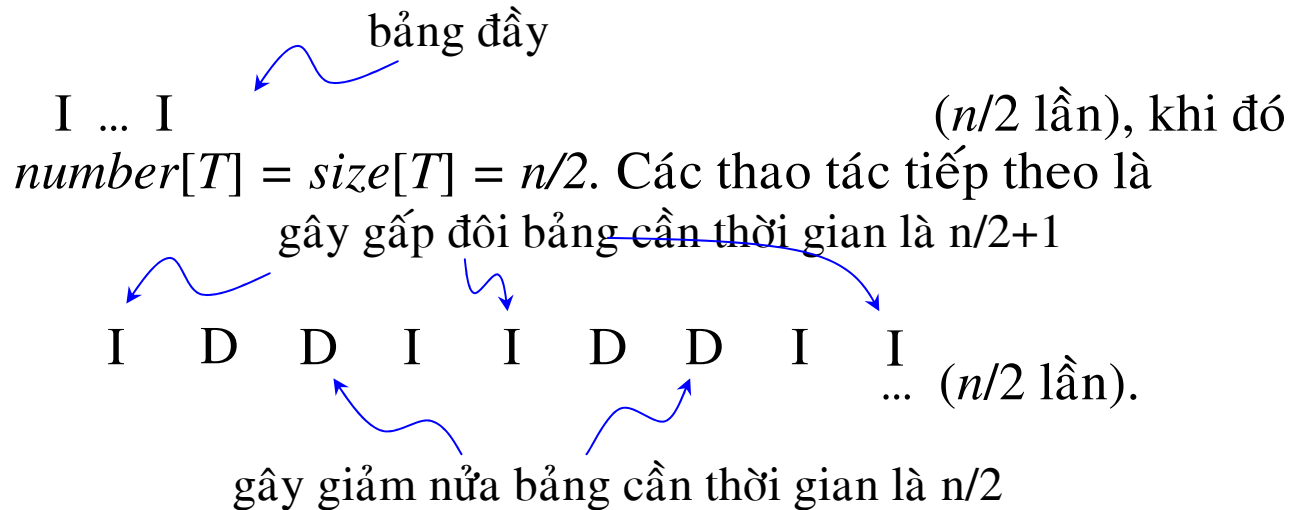 bảng đầy
I ... I (n/2 lần), khi đó
number[T] = size[T] = n/2. Các thao tác tiếp theo là
gây gấp đôi bảng cần thời gian là n/2+1
I D D I I D D I I
... (n/2 lần).
gây giảm nửa bảng cần thời gian là n/2